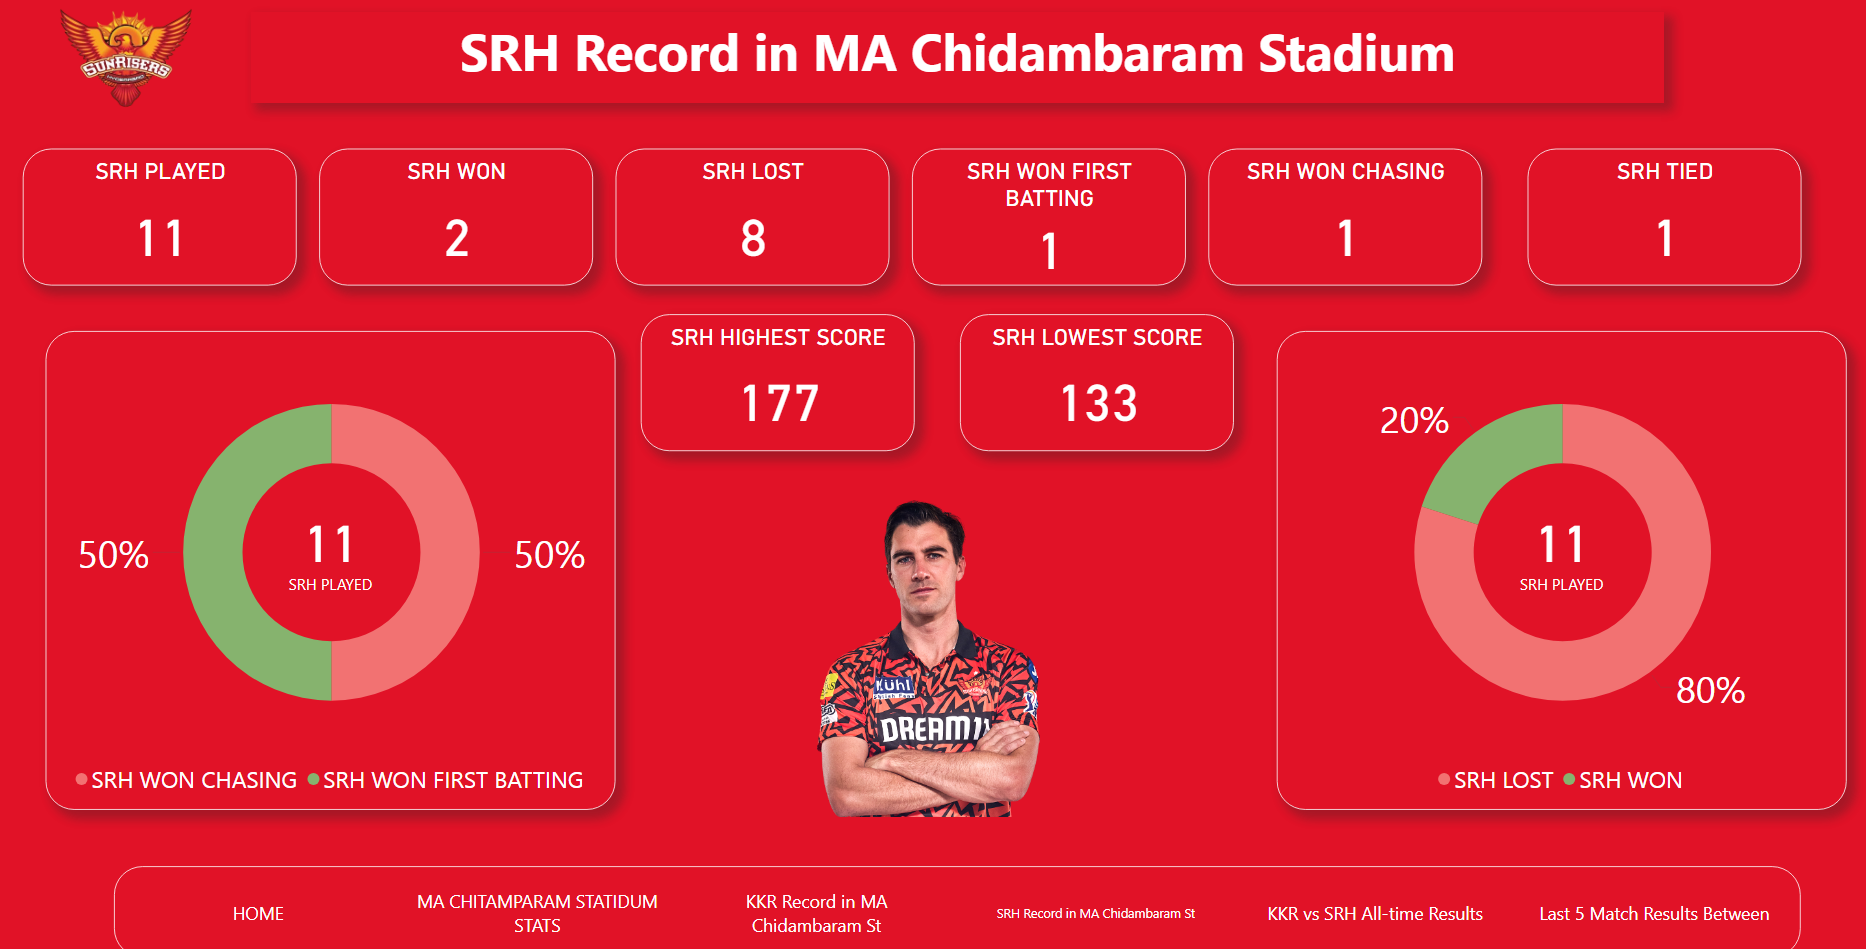 SUNRISERS
HYDERABAD
SRH Record in MA Chidambaram Stadium
SRH PLAYED
11
SRH WON
2
SRH LOST
8
SRH WON FIRST
BATTING
1
SRH WON CHASING
1
SRH TIED
1
SRH HIGHEST SCORE
177
SRH LOWEST SCORE
133
50%
11
SRH PLAYED
50%
SRH WON CHASING
SRH WON FIRST BATTING
Kühl
DREAM11
20%
11
SRH PLAYED
80%
SRH LOST
SRH WON
HOME
MA CHITAMPARAM STATIDUM
STATS
KKR Record in MA
Chidambaram St
SRH Record in MA Chidambaram St
KKR vs SRH All-time Results
Last 5 Match Results Between